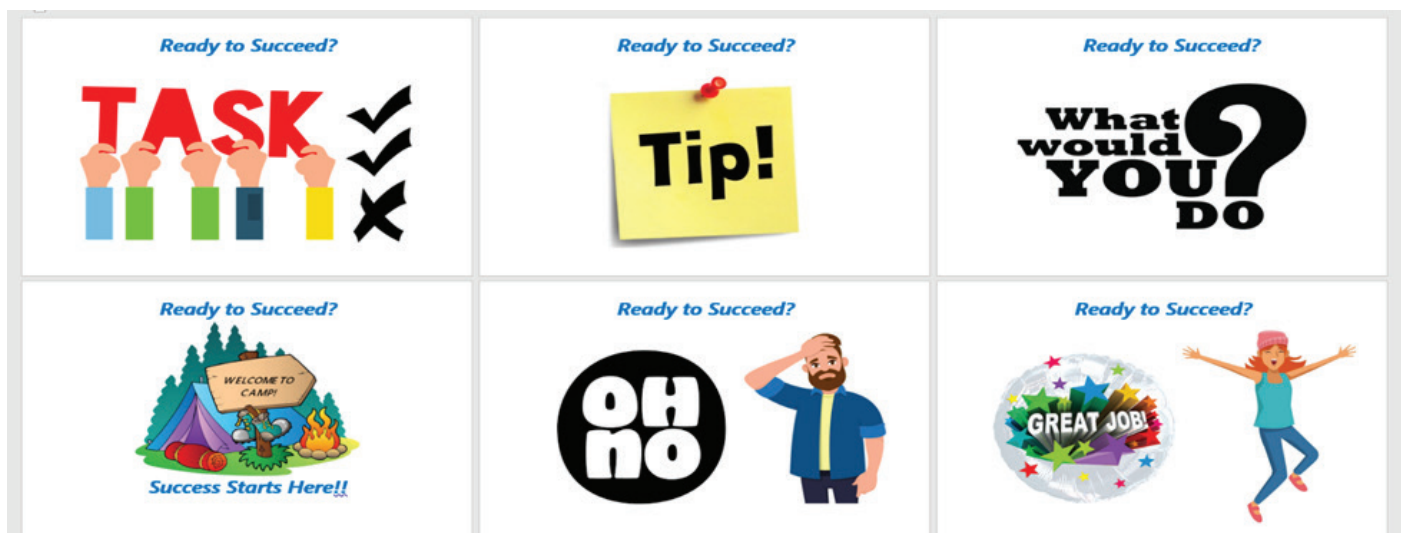 Ready to Succeed?
TASK
Ready to Succeed?
Tip!
Ready to Succeed?
What
would
YOU
DO
?
Ready to Succeed?
WELCOME TO
CAMP!
Success Starts Here!!
Ready to Succeed?
OH
NO
Ready to Succeed?
GREAT JOB!